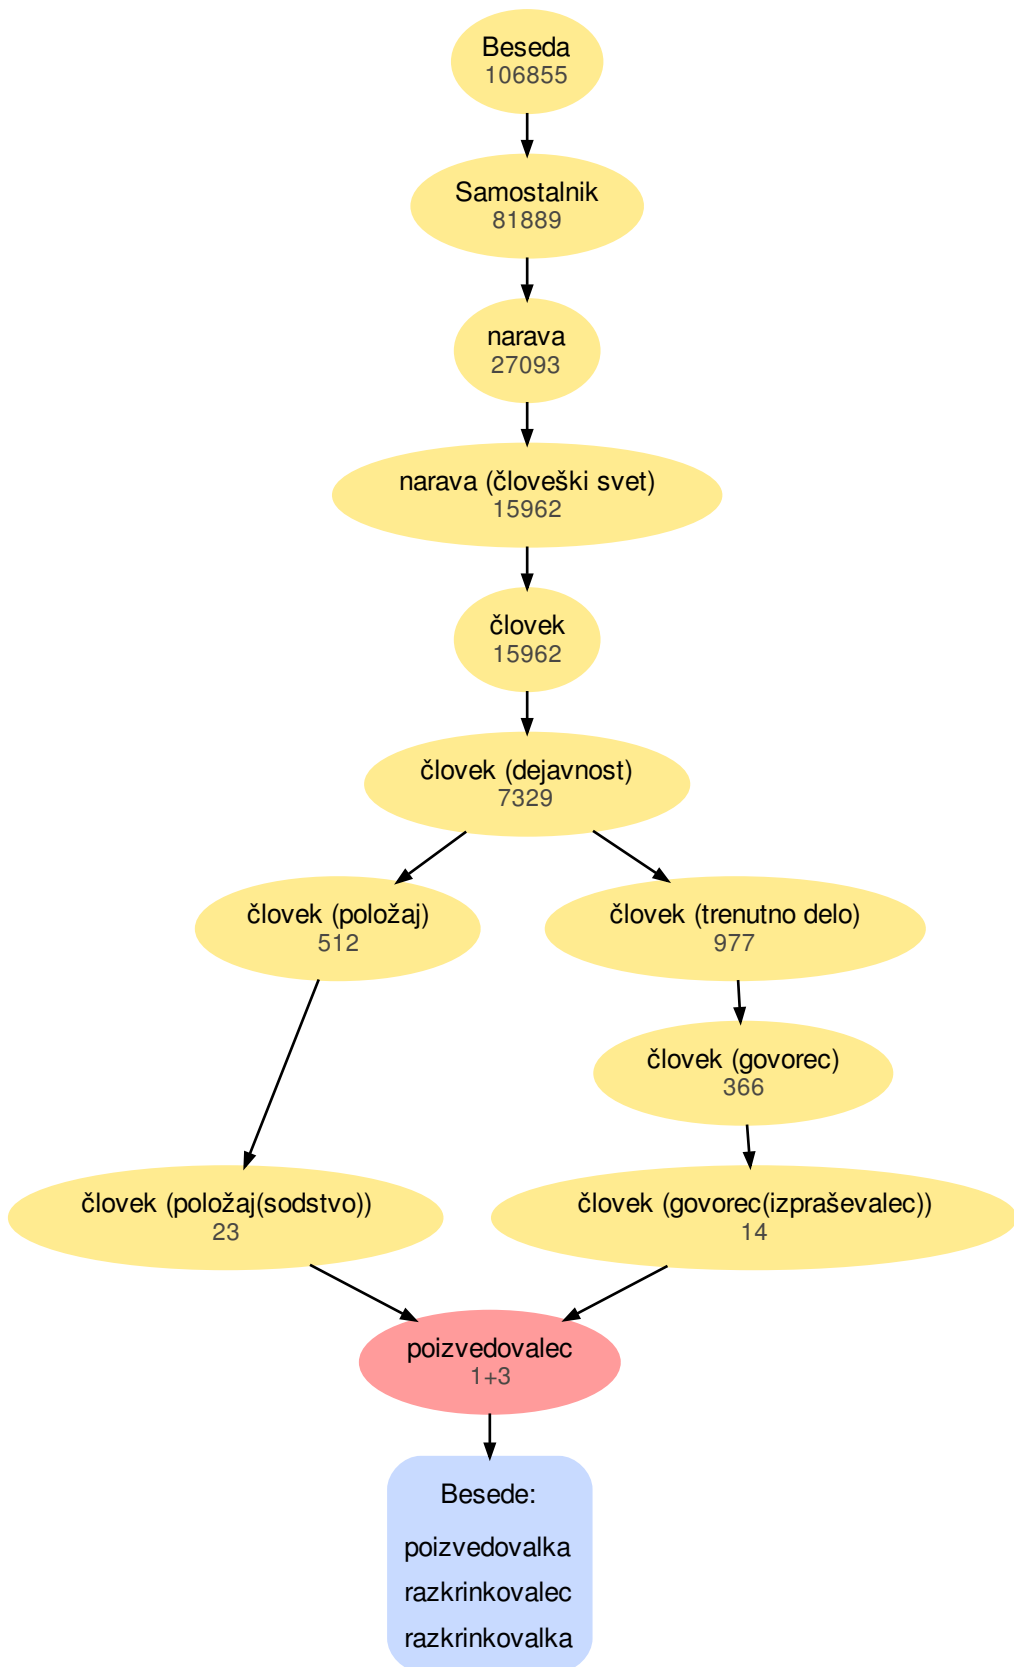 Beseda
106855
Samostalnik
81889
narava
27093
narava (človeški svet)
15962
človek
15962
človek (dejavnost)
7329
človek (položaj)
512
človek (trenutno delo)
977
človek (govorec)
366
človek (položaj(sodstvo))
23
človek (govorec(izpraševalec))
14
poizvedovalec
1+3
Besede:
poizvedovalka
razkrinkovalec
razkrinkovalka